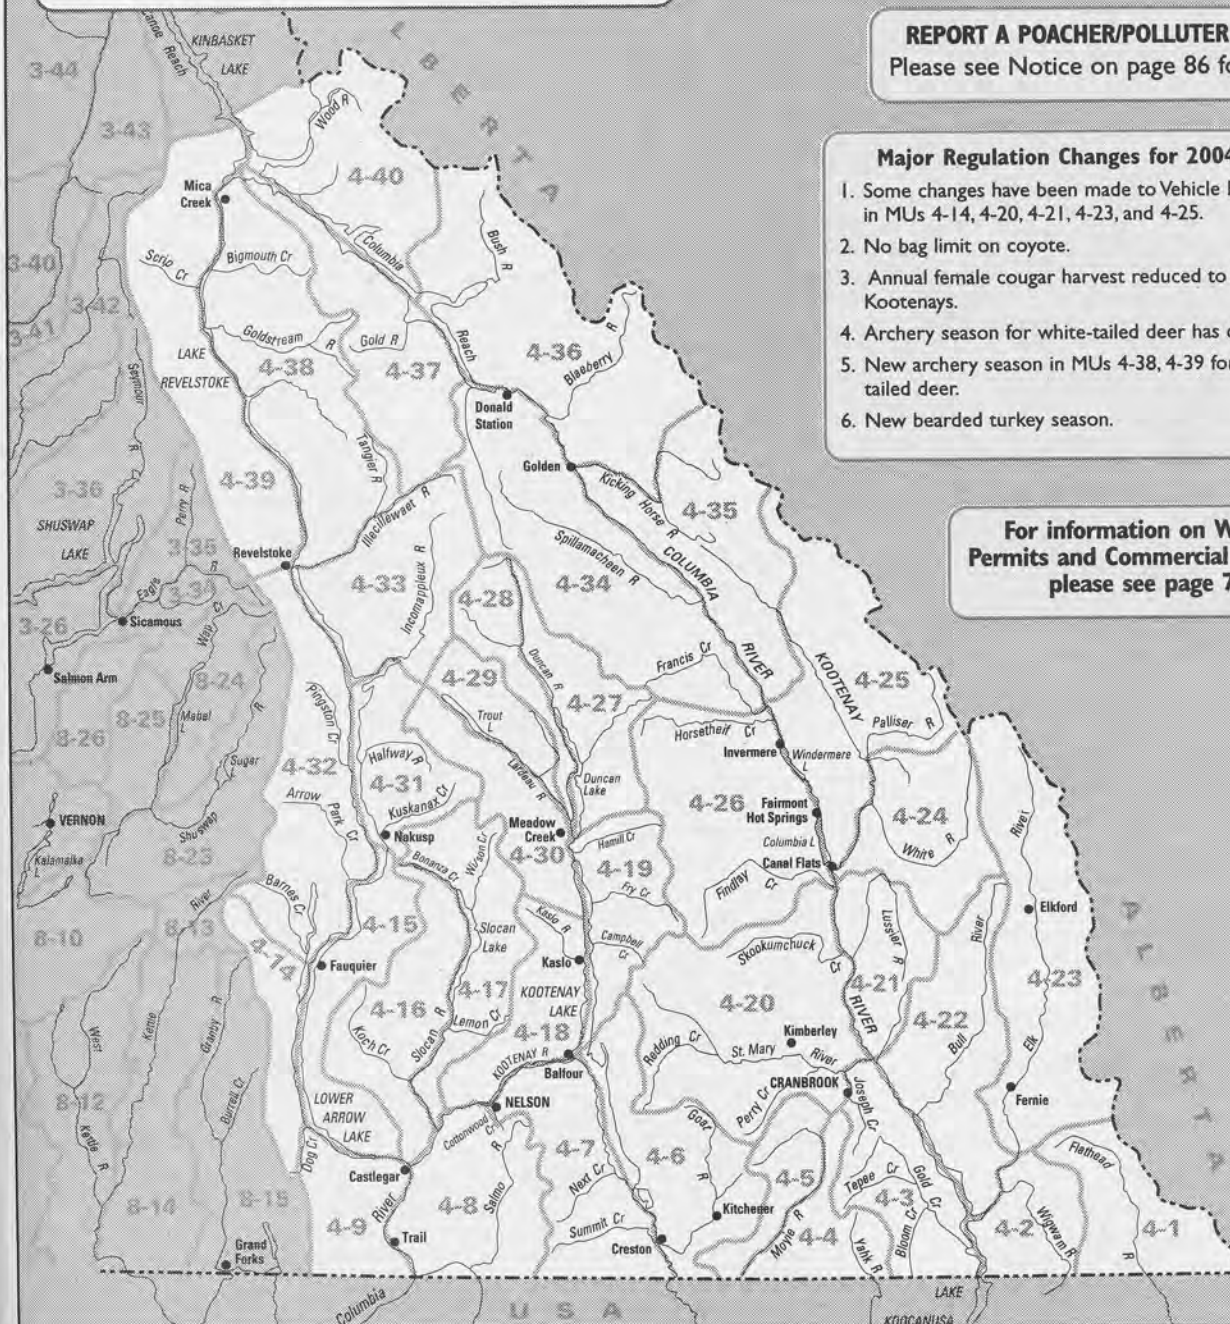 REPORT A POACHER/POLLUTER
Please see Notice on page 86 fo
Major Regulation Changes for 2004
1. Some changes have been made to Vehicle
in MUs 4-14, 4-20, 4-21, 4-23, and 4-25.
2. No bag limit on coyote.
3. Annual female cougar harvest reduced to
Kootenays.
4. Archery season for white-tailed deer has
5. New archery season in MUs 4-38, 4-39 for
tailed deer.
6. New bearded turkey season.
For information on W
Permits and Commercial
please see page 7
ALBERTA
Canoe Reach
KINBASKET
LAKE
3-44
3-43
Wood R
4-40
Mica
Creek
Columbia
Reach
Bush R
Scrip Cr
Bigmouth Cr
3-40
3-42
3-41
Goldstream R
Gold R
4-38
4-37
4-36
Blaeberry R
LAKE
REVELSTOKE
Seymour R
Donald
Station
Tangier R
Golden
Kicking Horse R
4-39
3-36
Perry R
4-35
SHUSWAP
LAKE
3-35
Revelstoke
Illecillewaet R
Spillamacheen R
COLUMBIA
RIVER
4-33
Incomappleux R
4-28
4-34
Eagle R
3-34
3-26
Sicamous
Wap Cr
Salmon Arm
8-24
8-25
Mabel
L
8-26
Sugar
L
R
Pingston Cr
4-29
Duncan R
4-27
Francis Cr
KOOTENAY
4-25
Palliser R
Trout
L
Horsetheif Cr
Invermere
Windermere
L
4-32
Halfway R
4-31
Lardeau R
Duncan
Lake
Arrow Park Cr
Kuskanax Cr
4-26
Fairmont
Hot Springs
4-24
White R
River
VERNON
Shuswap
Nakusp
Meadow
Creek
4-30
Hamill Cr
Columbia L
Kalamalka
L
8-23
River
Bonanza Cr
Wilson Cr
4-19
Fry Cr
Findlay Cr
Canal Flats
Barnes Cr
Elkford
8-10
8-13
4-14
4-15
Slocan
Lake
Kaslo R
Campbell
Cr
Skookumchuck
Cr
Lussier R
River
Fauquier
Kaslo
4-21
4-23
4-16
4-17
KOOTENAY
LAKE
4-20
RIVER
4-22
ALBERTA
West
Kettle
Granby R
Koch Cr
Slocan R
Lemon Cr
4-18
Redding Cr
Kimberley
St. Mary River
Bull
Elk
KOOTENAY R
Balfour
CRANBROOK
Joseph Cr
Fernie
8-12
Kettle R
Burrell Cr
LOWER
ARROW
LAKE
NELSON
Goat
R
Perry Cr
Dog Cr
Cottonwood
Cr
4-7
Next Cr
4-6
4-5
Tepee Cr
Gold Cr
Flathead
R
Castlegar
River
4-8
Salmo
R
4-3
8-14
8-15
4-9
Summit Cr
Kitchener
Moyie R
4-4
Yahk R
Bloom Cr
4-2
Wigwam R
4-1
Trail
Creston
Grand
Forks
Columbia
USA
LAKE
KOOCANUSA